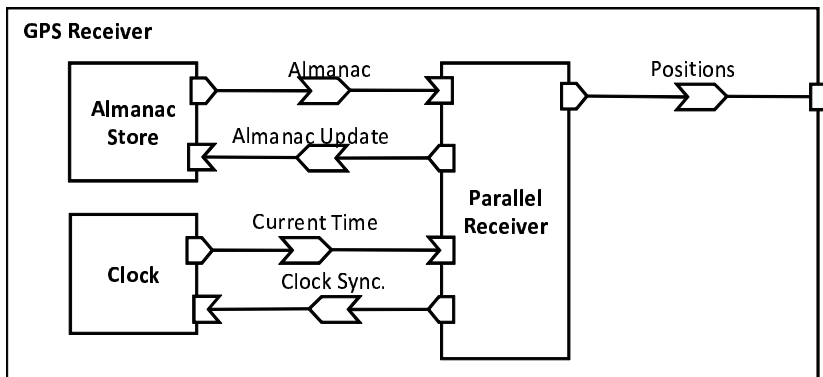 GPS Receiver
Almanac
Positions
Almanac
Store
Almanac Update
Parallel
Receiver
Current Time
Clock
Clock Sync.